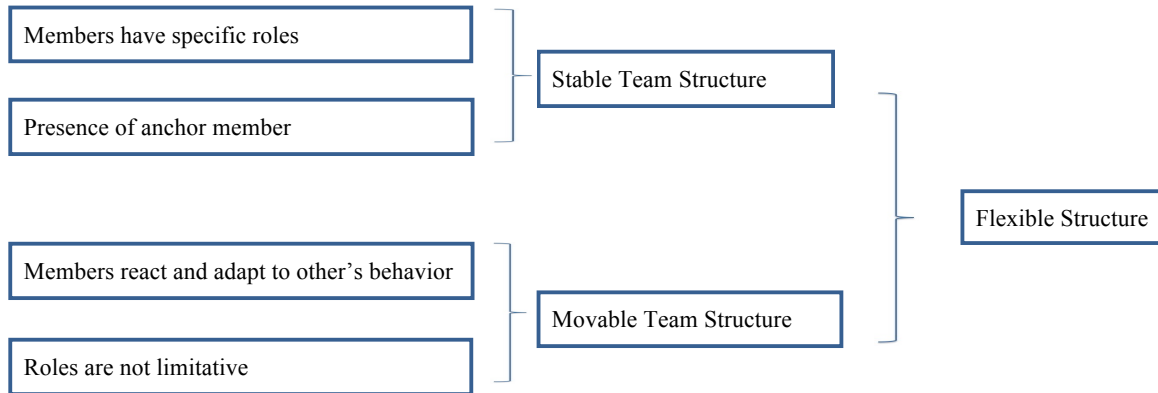 Members have specific roles
Presence of anchor member
Stable Team Structure
Members react and adapt to other’s behavior
Roles are not limitative
Movable Team Structure
Flexible Structure